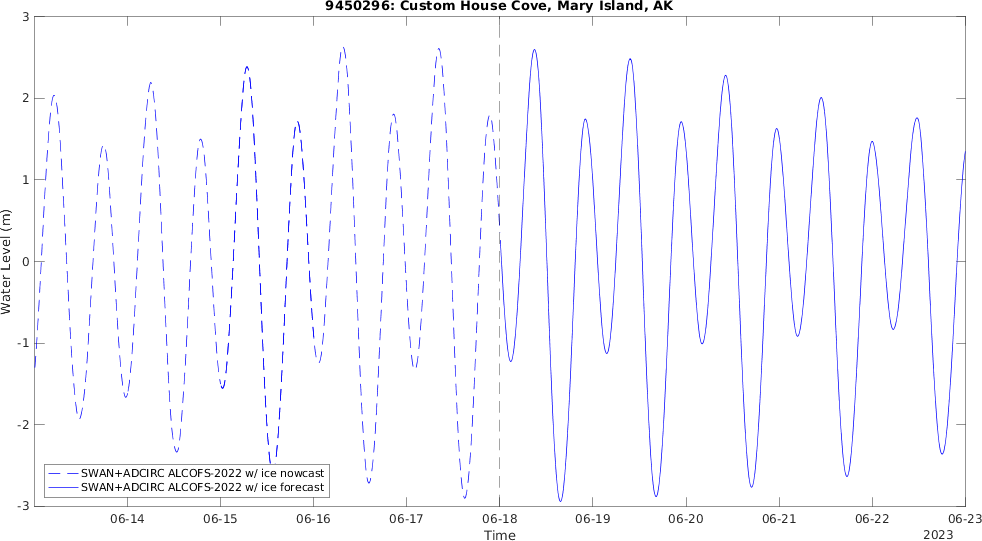 9450296: Custom House Cove, Mary Island, AK
3
2
1
0
-1
-2
-3
Water Level (m)
SWAN+ADCIRC ALCOFS-2022 w/ ice nowcast
SWAN+ADCIRC ALCOFS-2022 w/ ice forecast
06-14 06-15 06-16 06-17 06-18 06-19 06-20 06-21 06-22 06-23
Time
2023